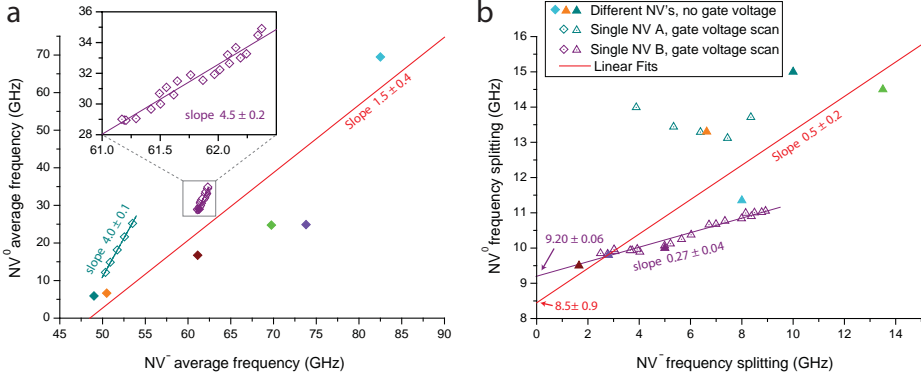 a
NV⁰ average frequency (GHz)
70
60
50
40
30
20
10
0
45 50 55 60 65 70 75 80 85 90
NV⁻ average frequency (GHz)
36
34
32
30
28
61.0 61.5 62.0
slope 4.5 ± 0.2
Slope 1.5 ± 0.4
slope 4.0 ± 0.1
b
NV⁰ frequency splitting (GHz)
16
15
14
13
12
11
10
9
8
0 2 4 6 8 10 12 14
NV⁻ frequency splitting (GHz)
Different NV's, no gate voltage
Single NV A, gate voltage scan
Single NV B, gate voltage scan
Linear Fits
Slope 0.5 ± 0.2
9.20 ± 0.06
slope 0.27 ± 0.04
8.5 ± 0.9